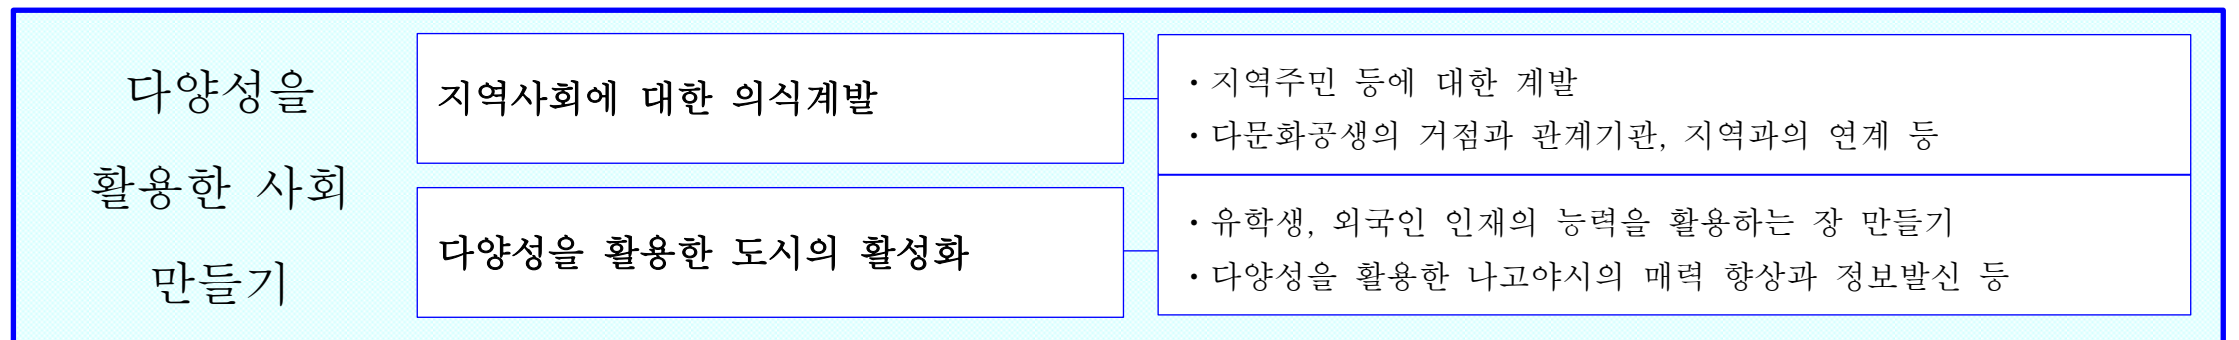 다양성을
활용한 사회
만들기
지역사회에 대한 의식계발
・지역주민 등에 대한 계발
・다문화공생의 거점과 관계기관, 지역과의 연계 등
다양성을 활용한 도시의 활성화
・유학생, 외국인 인재의 능력을 활용하는 장 만들기
・다양성을 활용한 나고야시의 매력 향상과 정보발신 등